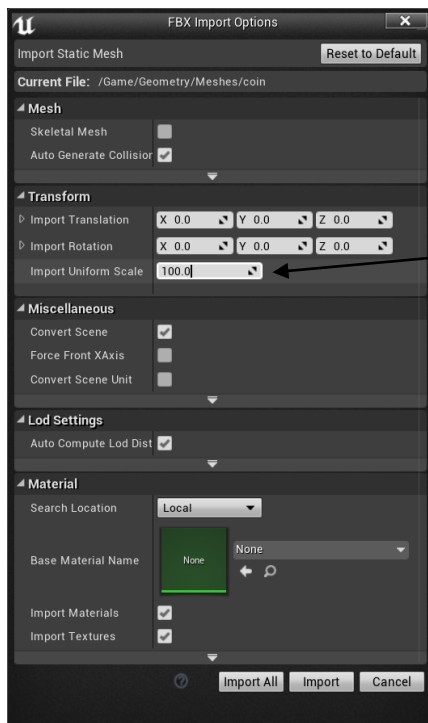 FBX Import Options
Import Static Mesh Reset to Default
Current File: /Game/Geometry/Meshes/coin
Mesh
Skeletal Mesh
Auto Generate Collisior
Transform
Import Translation X 0.0 Y 0.0 Z 0.0
Import Rotation X 0.0 Y 0.0 Z 0.0
Import Uniform Scale 100.0
Miscellaneous
Convert Scene
Force Front XAxis
Convert Scene Unit
Lod Settings
Auto Compute Lod Dist
Material
Search Location Local
Base Material Name None None
Import Materials
Import Textures
Import All Import Cancel